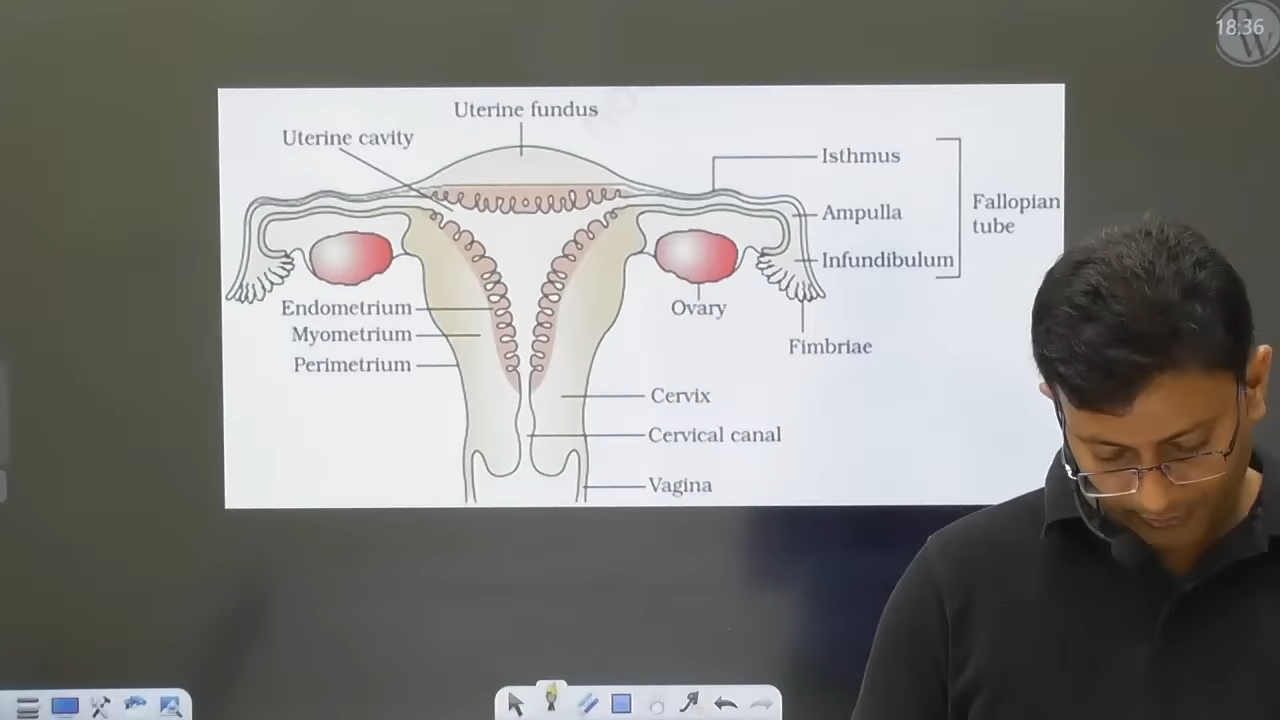 18:36
PW
Uterine fundus
Uterine cavity
Isthmus
Ampulla
Fallopian
tube
Infundibulum
Endometrium
Ovary
Myometrium
Fimbriae
Perimetrium
Cervix
Cervical canal
Vagina